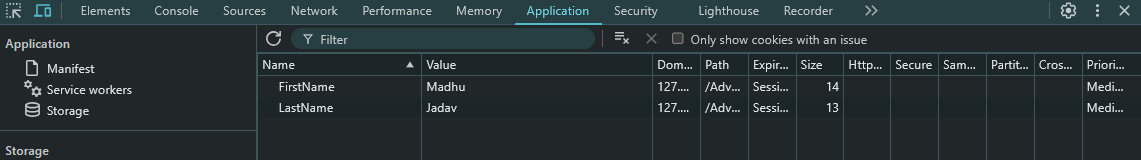 Elements Console Sources Network Performance Memory Application Security Lighthouse Recorder
Application
Filter
Only show cookies with an issue
Manifest
Service workers
Storage
Name Value Dom... Path Expir... Size Http... Secure Sam... Partit... Cros... Priori...
FirstName Madhu 127.... /Adv... Sessi... 14 Medi...
LastName Jadav 127.... /Adv... Sessi... 13 Medi...
Storage